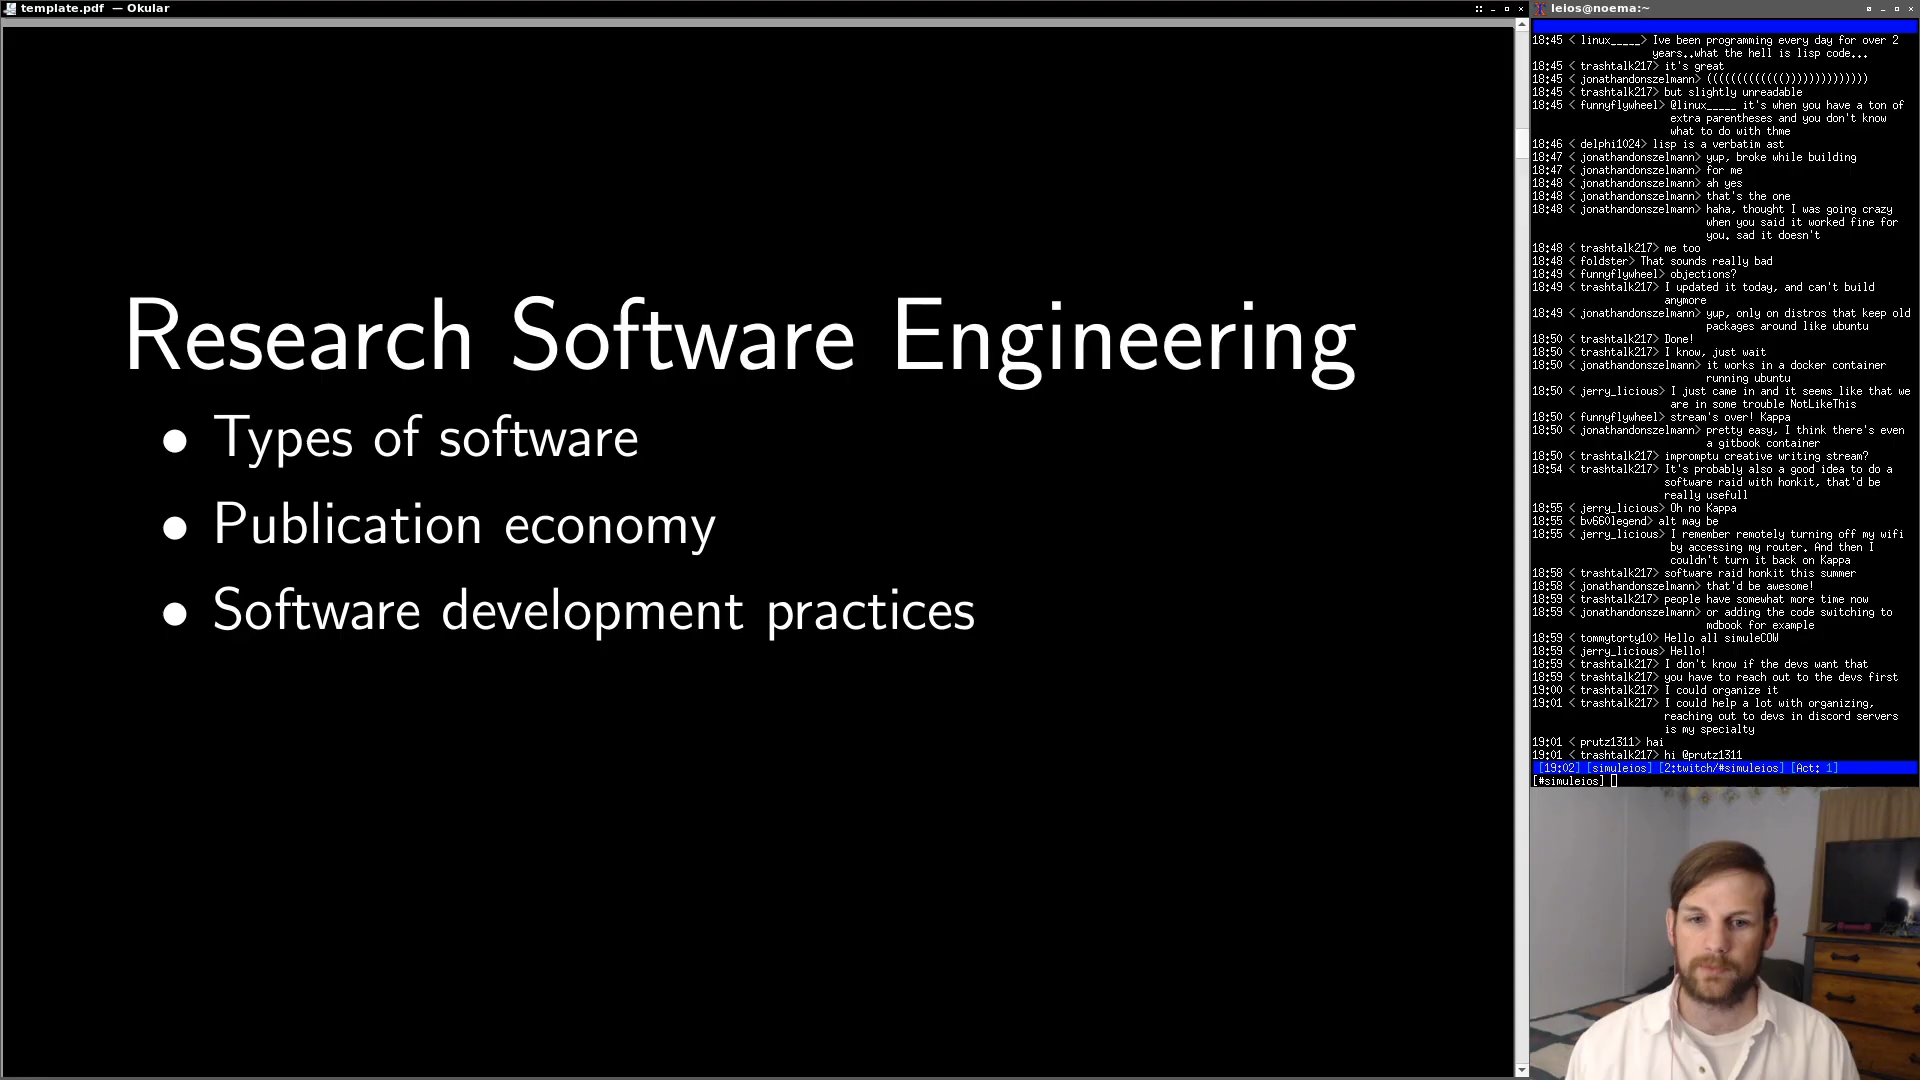 template.pdf — Okular
Research Software Engineering
• Types of software
• Publication economy
• Software development practices
leios@noema:~
18:45 < linux_____> Ive been programming every day for over 2
years..what the hell is lisp code...
18:45 < trashtalk217> it's great
18:45 < jonathandonszelmann> ((((((((((((()))))))))))))))
18:45 < trashtalk217> but slightly unreadable
18:45 < funnyflywheel> @linux_____ it's when you have a ton of
extra parentheses and you don't know
what to do with thme
18:46 < delphi1024> lisp is a verbatim ast
18:47 < jonathandonszelmann> yup, broke while building
18:47 < jonathandonszelmann> for me
18:48 < jonathandonszelmann> ah yes
18:48 < jonathandonszelmann> that's the one
18:48 < jonathandonszelmann> haha, thought I was going crazy
when you said it worked fine for
you. sad it doesn't
18:48 < trashtalk217> me too
18:48 < foldster> That sounds really bad
18:49 < funnyflywheel> objections?
18:49 < trashtalk217> I updated it today, and can't build
anymore
18:49 < jonathandonszelmann> yup, only on distros that keep old
packages around like ubuntu
18:50 < trashtalk217> Done!
18:50 < trashtalk217> I know, just wait
18:50 < jonathandonszelmann> it works in a docker container
running ubuntu
18:50 < jerry_licious> I just came in and it seems like that we
are in some trouble NotLikeThis
18:50 < funnyflywheel> stream's over! Kappa
18:50 < jonathandonszelmann> pretty easy, I think there's even
a gitbook container
18:50 < trashtalk217> impromptu creative writing stream?
18:54 < trashtalk217> It's probably also a good idea to do a
software raid with honkit, that'd be
really usefull
18:55 < jerry_licious> Oh no Kappa
18:55 < bv660legend> alt may be
18:55 < jerry_licious> I remember remotely turning off my wifi
by accessing my router. And then I
couldn't turn it back on Kappa
18:58 < trashtalk217> software raid honkit this summer
18:58 < jonathandonszelmann> that'd be awesome!
18:59 < trashtalk217> people have somewhat more time now
18:59 < jonathandonszelmann> or adding the code switching to
mdbook for example
18:59 < tommytorty10> Hello all simuleCOW
18:59 < jerry_licious> Hello!
18:59 < trashtalk217> I don't know if the devs want that
18:59 < trashtalk217> you have to reach out to the devs first
19:00 < trashtalk217> I could organize it
19:01 < trashtalk217> I could help a lot with organizing,
reaching out to devs in discord servers
is my specialty
19:01 < prutz1311> hai
19:01 < trashtalk217> hi @prutz1311
[19:02] [simuleios] [2:twitch/#simuleios] [Act: 1]
[#simuleios]